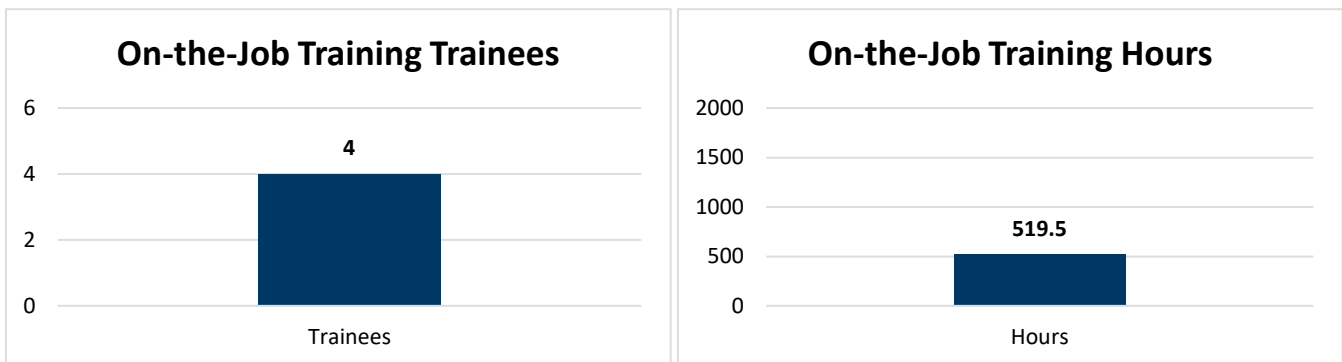 On-the-Job Training Trainees
6
4
4
2
0
Trainees
On-the-Job Training Hours
2000
1500
1000
519.5
500
0
Hours